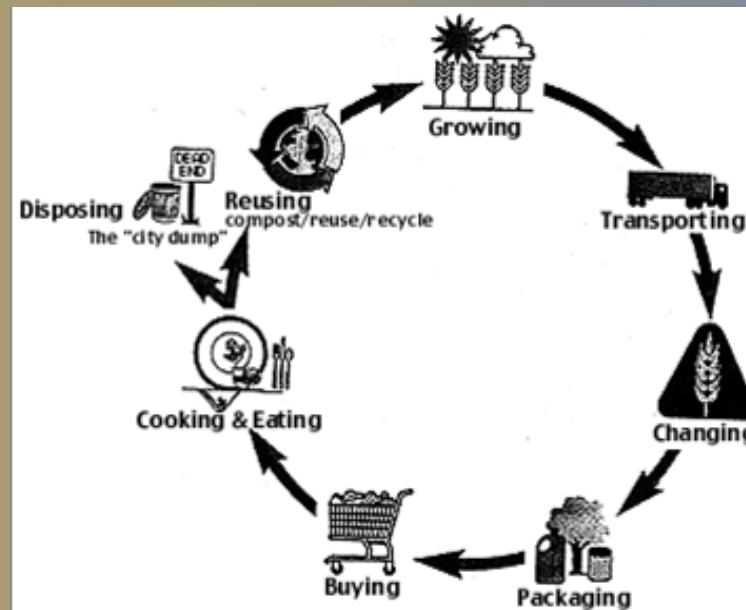 Growing
Transporting
Changing
Packaging
Buying
Cooking & Eating
DEAD
END
Disposing
The "city dump"
Reusing
compost/reuse/recycle